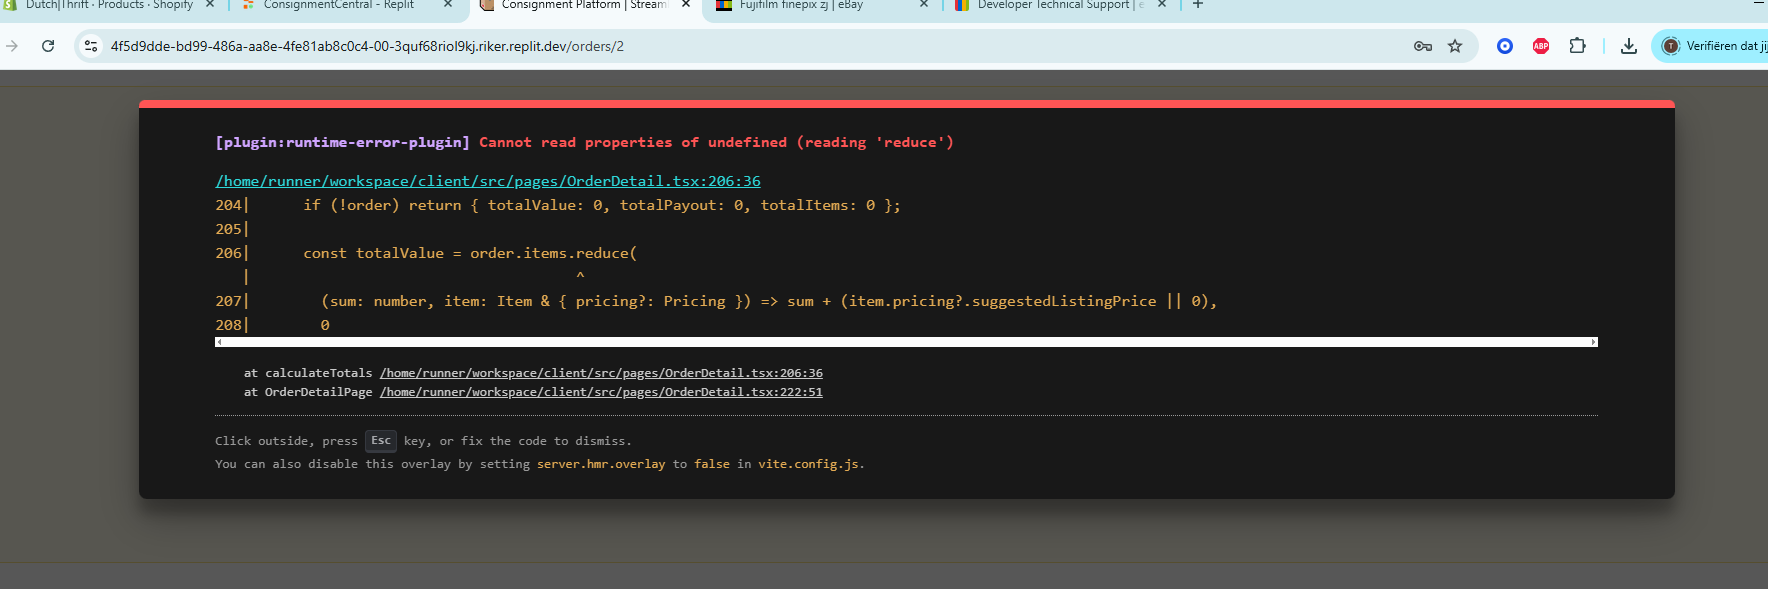 Dutch|Thrift · Products · Shopify
ConsignmentCentral - Replit
Consignment Platform | Stream
Fujifilm finepix zj | eBay
Developer Technical Support | e
4f5d9dde-bd99-486a-aa8e-4fe81ab8c0c4-00-3quf68riol9kj.riker.replit.dev/orders/2
ABP
T
Verifiëren dat jij
[plugin:runtime-error-plugin] Cannot read properties of undefined (reading 'reduce')
/home/runner/workspace/client/src/pages/OrderDetail.tsx:206:36
204|      if (!order) return { totalValue: 0, totalPayout: 0, totalItems: 0 };
205|
206|      const totalValue = order.items.reduce(
   |                                     ^
207|        (sum: number, item: Item & { pricing?: Pricing }) => sum + (item.pricing?.suggestedListingPrice || 0),
208|        0
at calculateTotals /home/runner/workspace/client/src/pages/OrderDetail.tsx:206:36
at OrderDetailPage /home/runner/workspace/client/src/pages/OrderDetail.tsx:222:51
Click outside, press Esc key, or fix the code to dismiss.
You can also disable this overlay by setting server.hmr.overlay to false in vite.config.js.